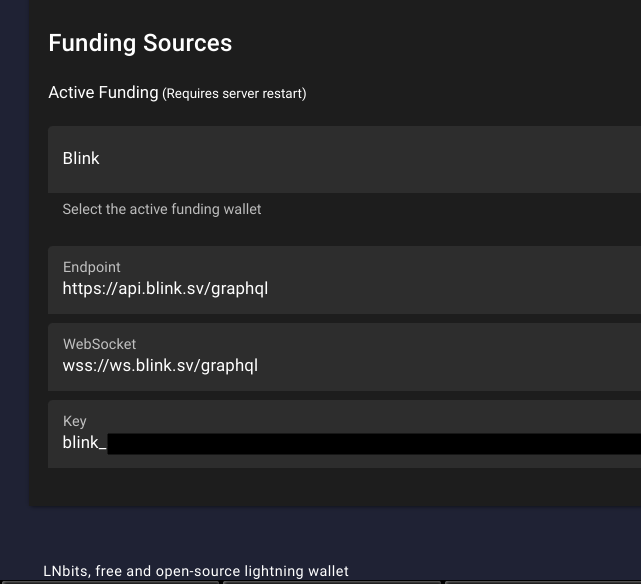 Funding Sources
Active Funding (Requires server restart)
Blink
Select the active funding wallet
Endpoint
https://api.blink.sv/graphql
WebSocket
wss://ws.blink.sv/graphql
Key
blink_
LNbits, free and open-source lightning wallet